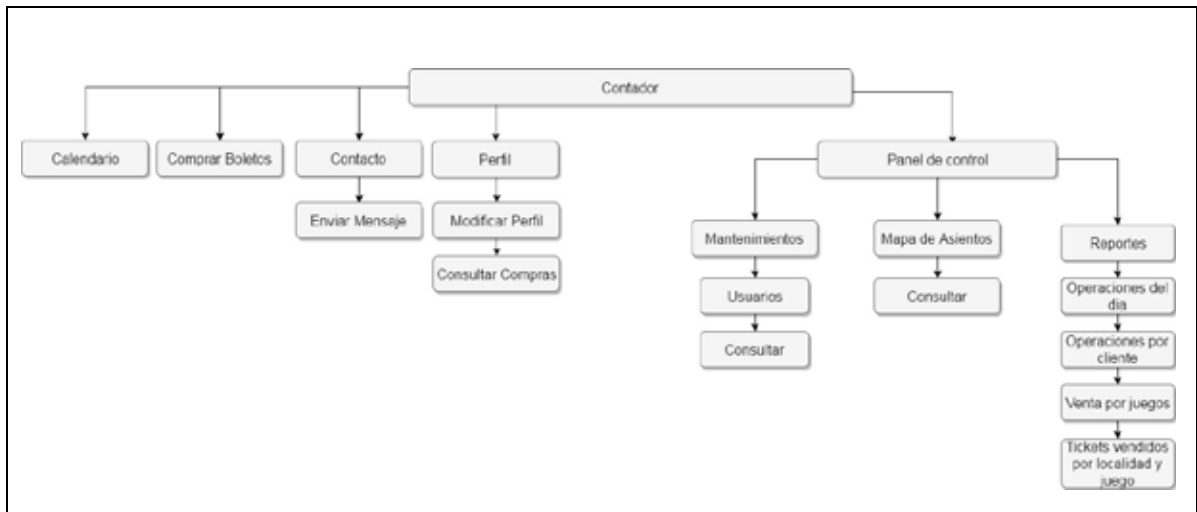 Contador
Calendario
Comprar Boletos
Contacto
Perfil
Panel de control
Enviar Mensaje
Modificar Perfil
Consultar Compras
Mantenimientos
Mapa de Asientos
Reportes
Usuarios
Consultar
Consultar
Operaciones del
dia
Operaciones por
cliente
Venta por juegos
Tickets vendidos
por localidad y
juego